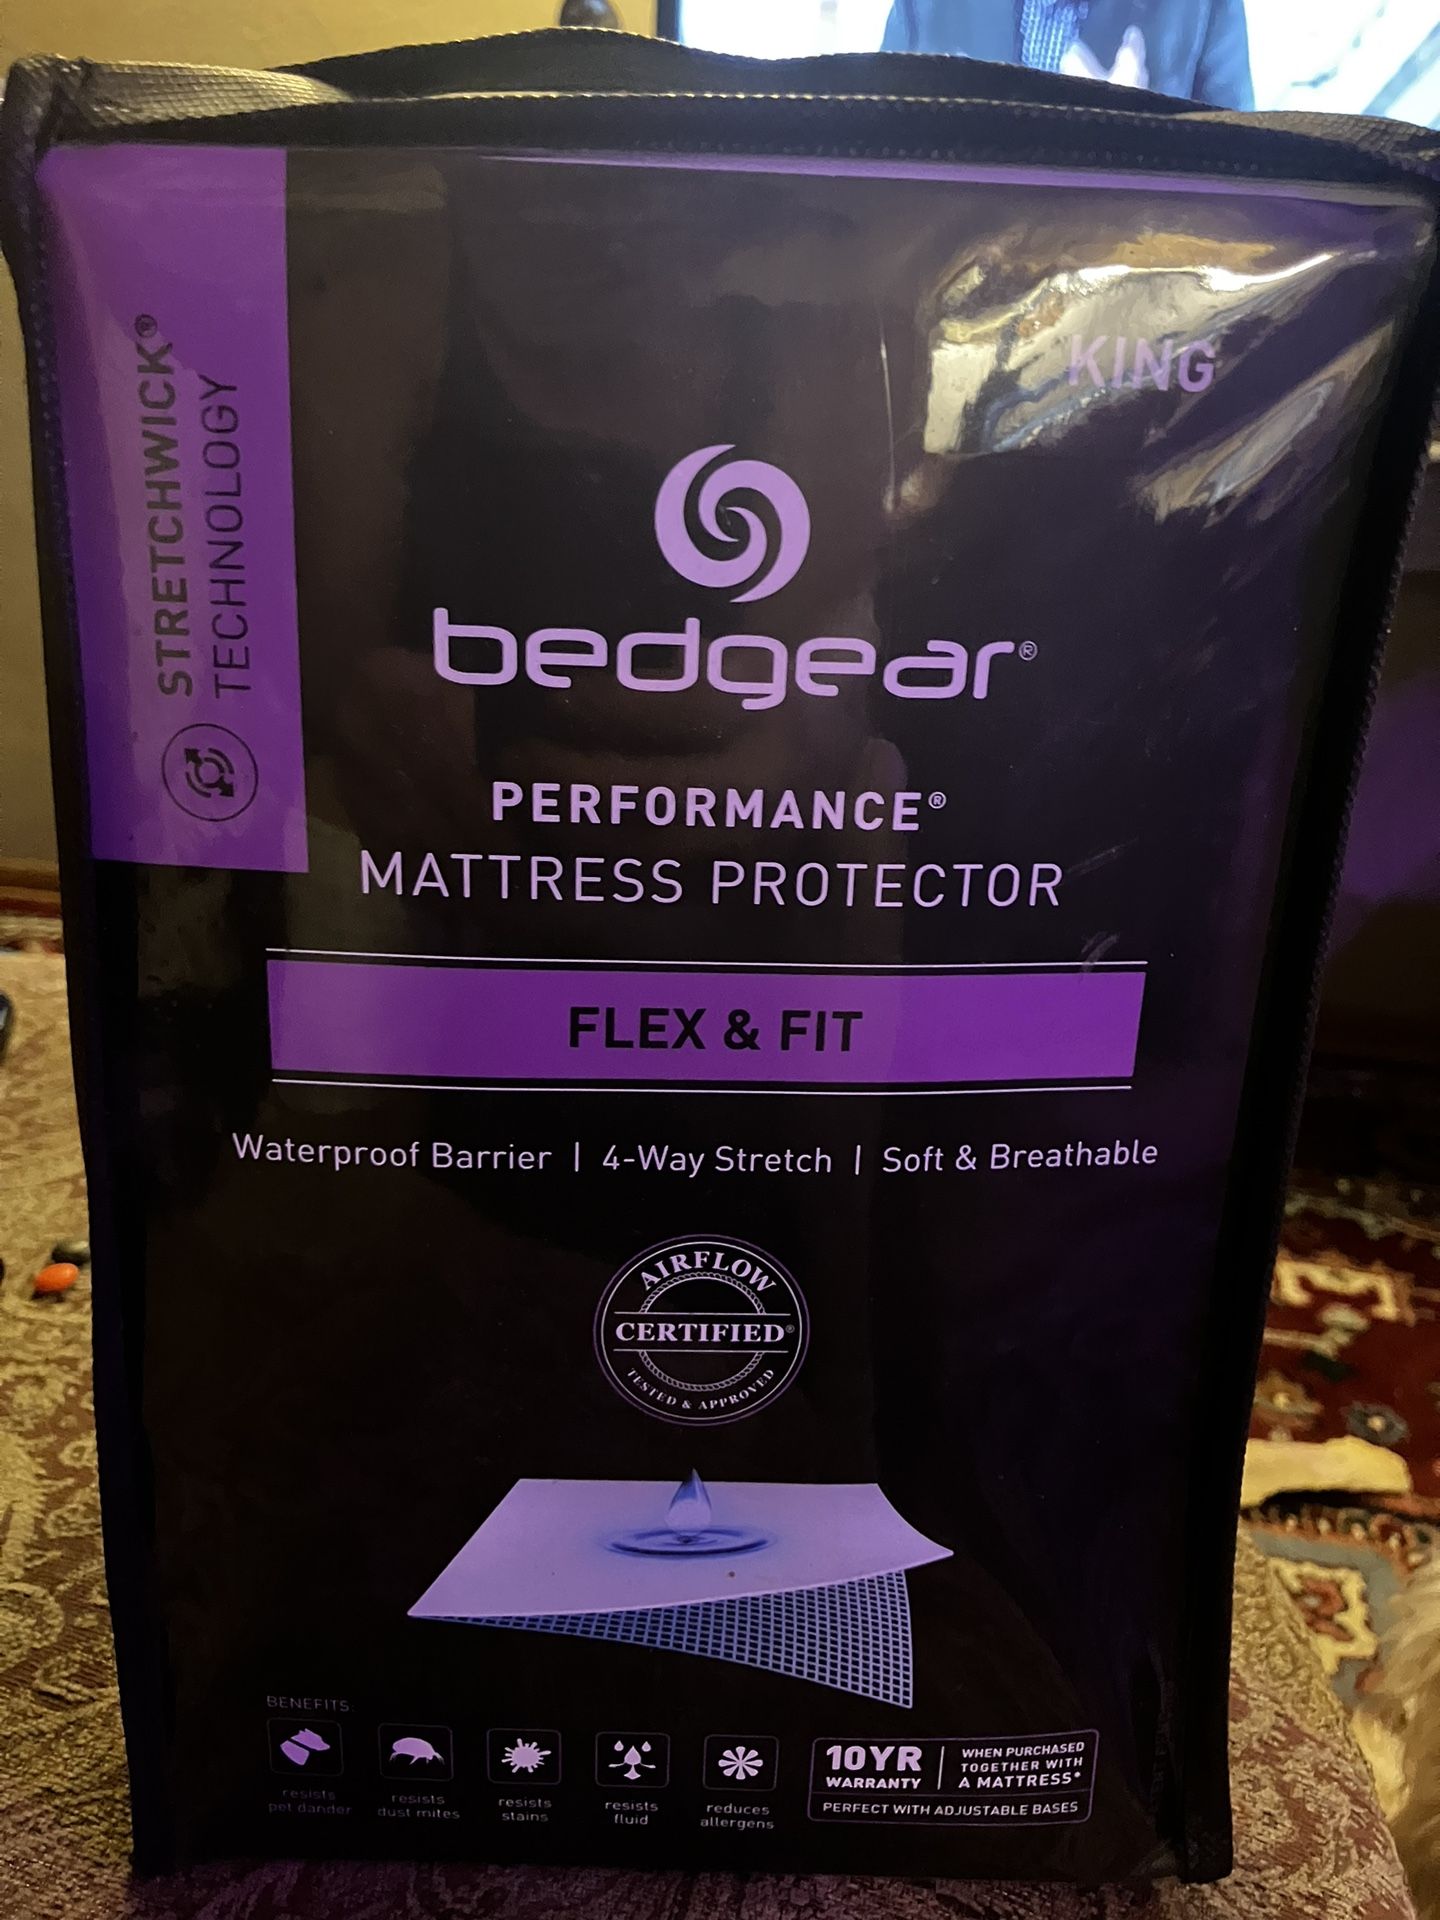 STRETCHWICK®
TECHNOLOGY
KING
bedgear®
PERFORMANCE®
MATTRESS PROTECTOR
FLEX & FIT
Waterproof Barrier | 4-Way Stretch | Soft & Breathable
AIRFLOW
CERTIFIED®
TESTED & APPROVED
BENEFITS:
resists
pet dander
resists
dust mites
resists
stains
resists
fluid
reduces
allergens
10YR
WARRANTY
WHEN PURCHASED
TOGETHER WITH
A MATTRESS*
PERFECT WITH ADJUSTABLE BASES